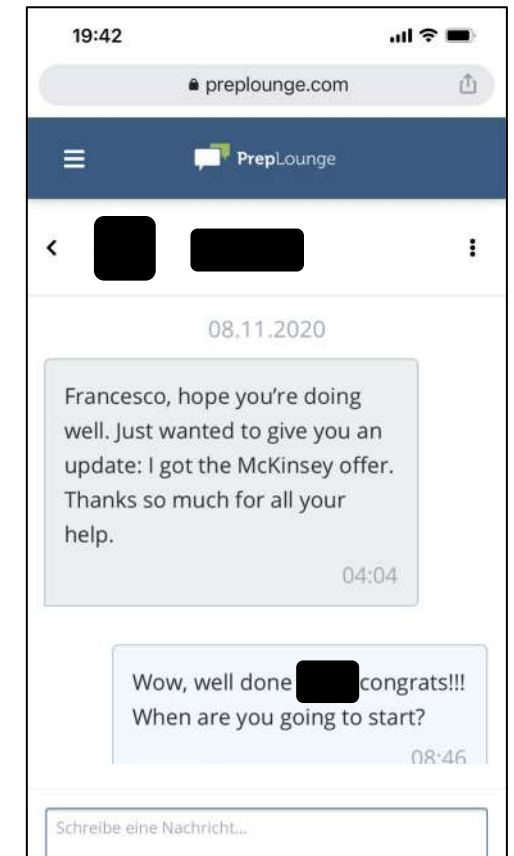 19:42
preplounge.com
PrepLounge
08.11.2020
Francesco, hope you’re doing
well. Just wanted to give you an
update: I got the McKinsey offer.
Thanks so much for all your
help.
04:04
Wow, well done congrats!!!
When are you going to start?
08:46
Schreibe eine Nachricht...